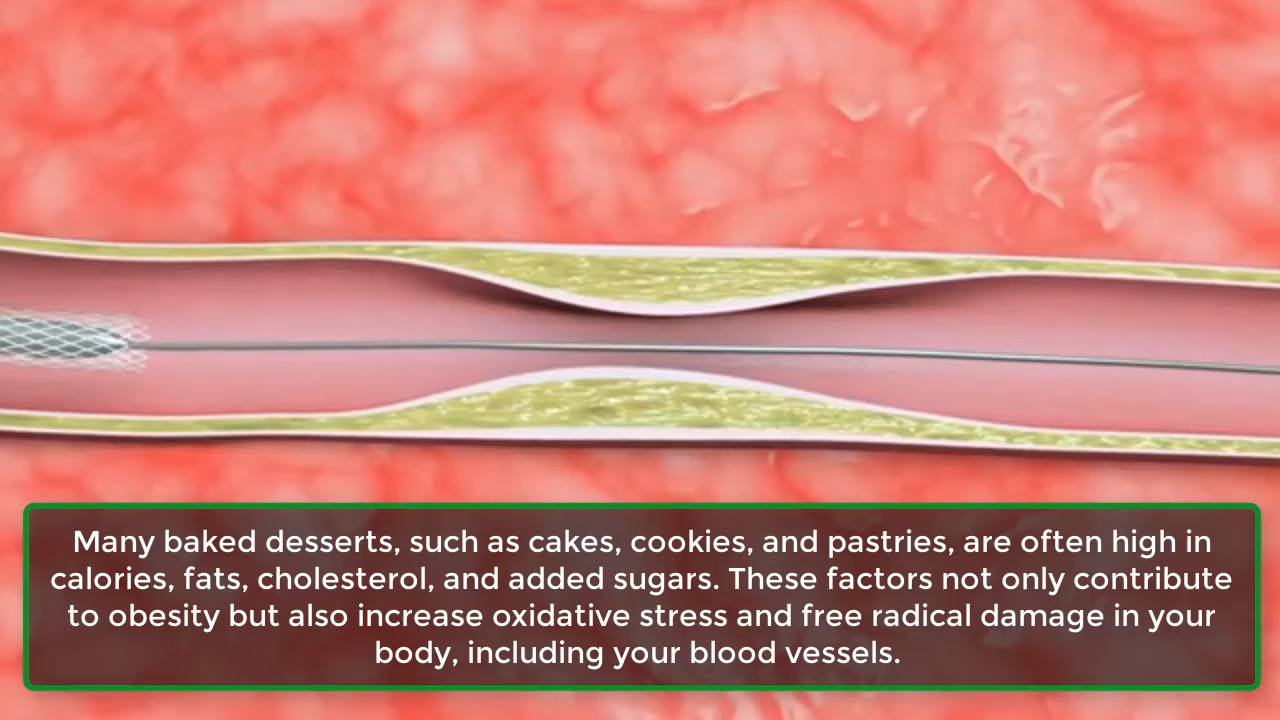 Many baked desserts, such as cakes, cookies, and pastries, are often high in
calories, fats, cholesterol, and added sugars. These factors not only contribute
to obesity but also increase oxidative stress and free radical damage in your
body, including your blood vessels.